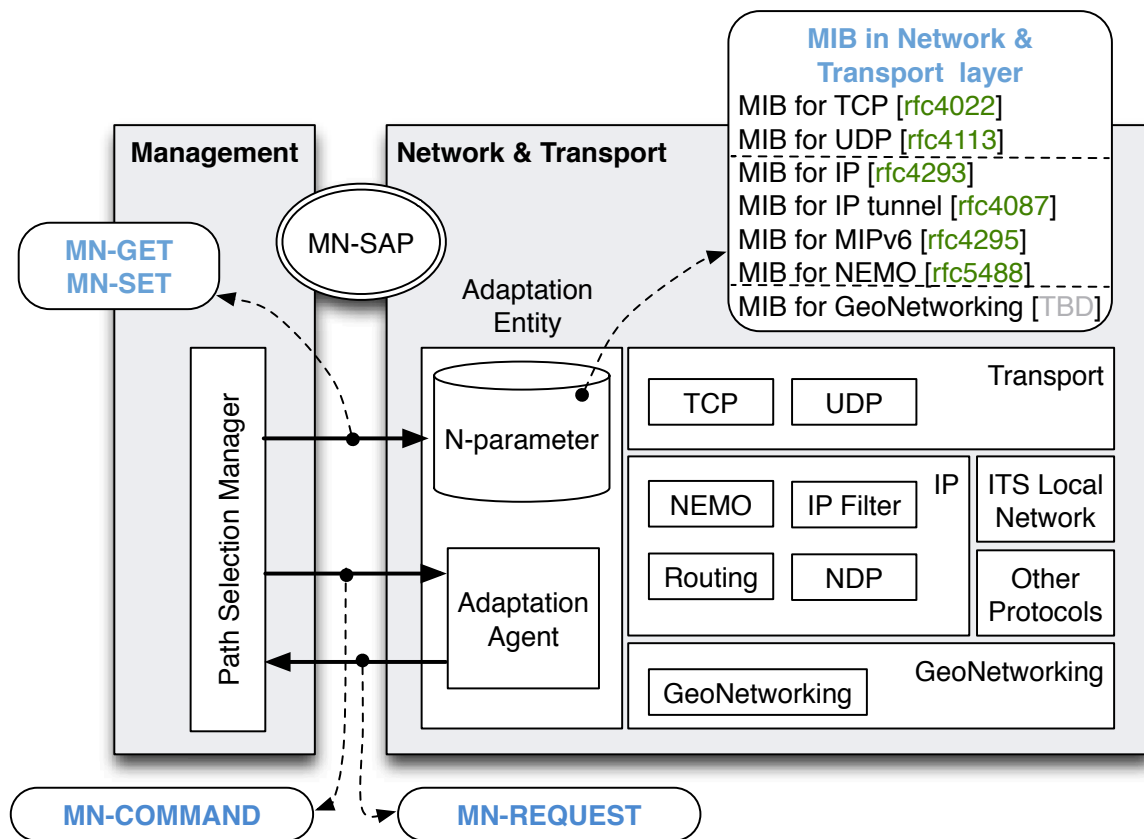 MIB in Network &
Transport layer
MIB for TCP [rfc4022]
MIB for UDP [rfc4113]
MIB for IP [rfc4293]
MIB for IP tunnel [rfc4087]
MIB for MIPv6 [rfc4295]
MIB for NEMO [rfc5488]
MIB for GeoNetworking [TBD]
Management
Network & Transport
MN-SAP
MN-GET
MN-SET
Adaptation
Entity
Path Selection Manager
N-parameter
Adaptation
Agent
Transport
TCP
UDP
IP
NEMO
IP Filter
Routing
NDP
ITS Local
Network
Other
Protocols
GeoNetworking
GeoNetworking
MN-COMMAND
MN-REQUEST